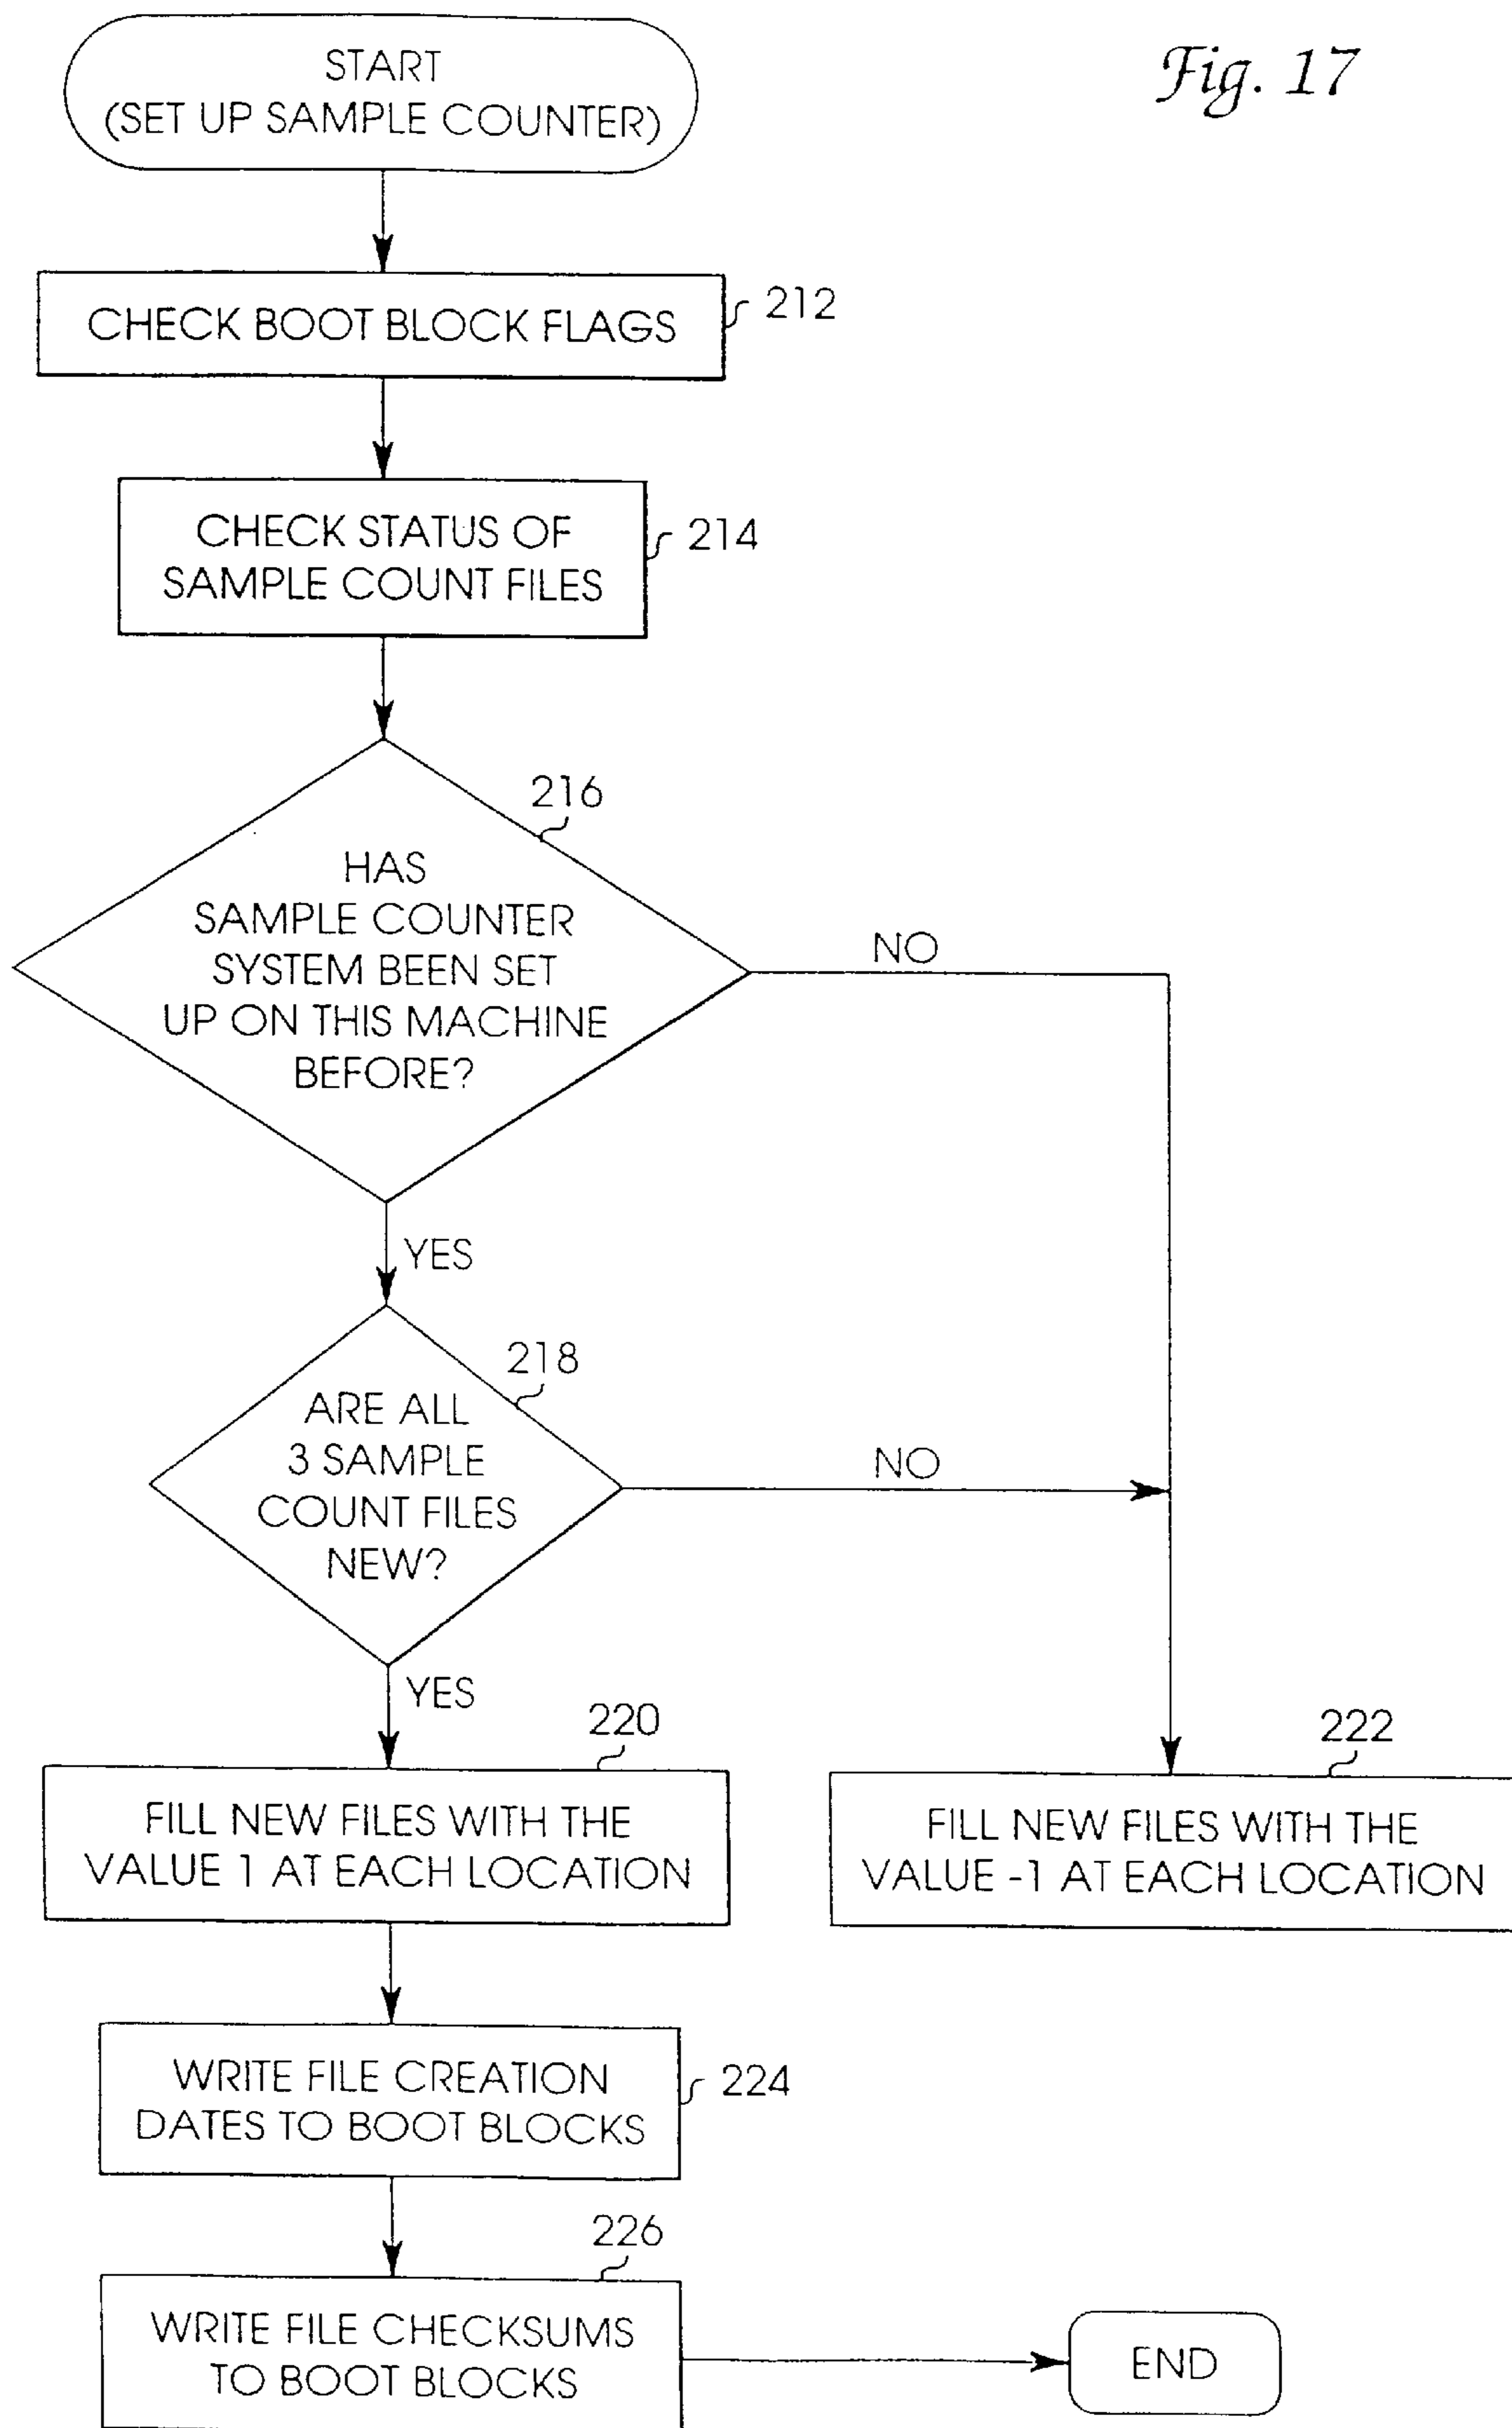 Fig. 17
START
(SET UP SAMPLE COUNTER)
CHECK BOOT BLOCK FLAGS
212
CHECK STATUS OF
SAMPLE COUNT FILES
214
216
HAS
SAMPLE COUNTER
SYSTEM BEEN SET
UP ON THIS MACHINE
BEFORE?
NO
YES
218
ARE ALL
3 SAMPLE
COUNT FILES
NEW?
NO
YES
220
FILL NEW FILES WITH THE
VALUE 1 AT EACH LOCATION
222
FILL NEW FILES WITH THE
VALUE -1 AT EACH LOCATION
WRITE FILE CREATION
DATES TO BOOT BLOCKS
224
226
WRITE FILE CHECKSUMS
TO BOOT BLOCKS
END